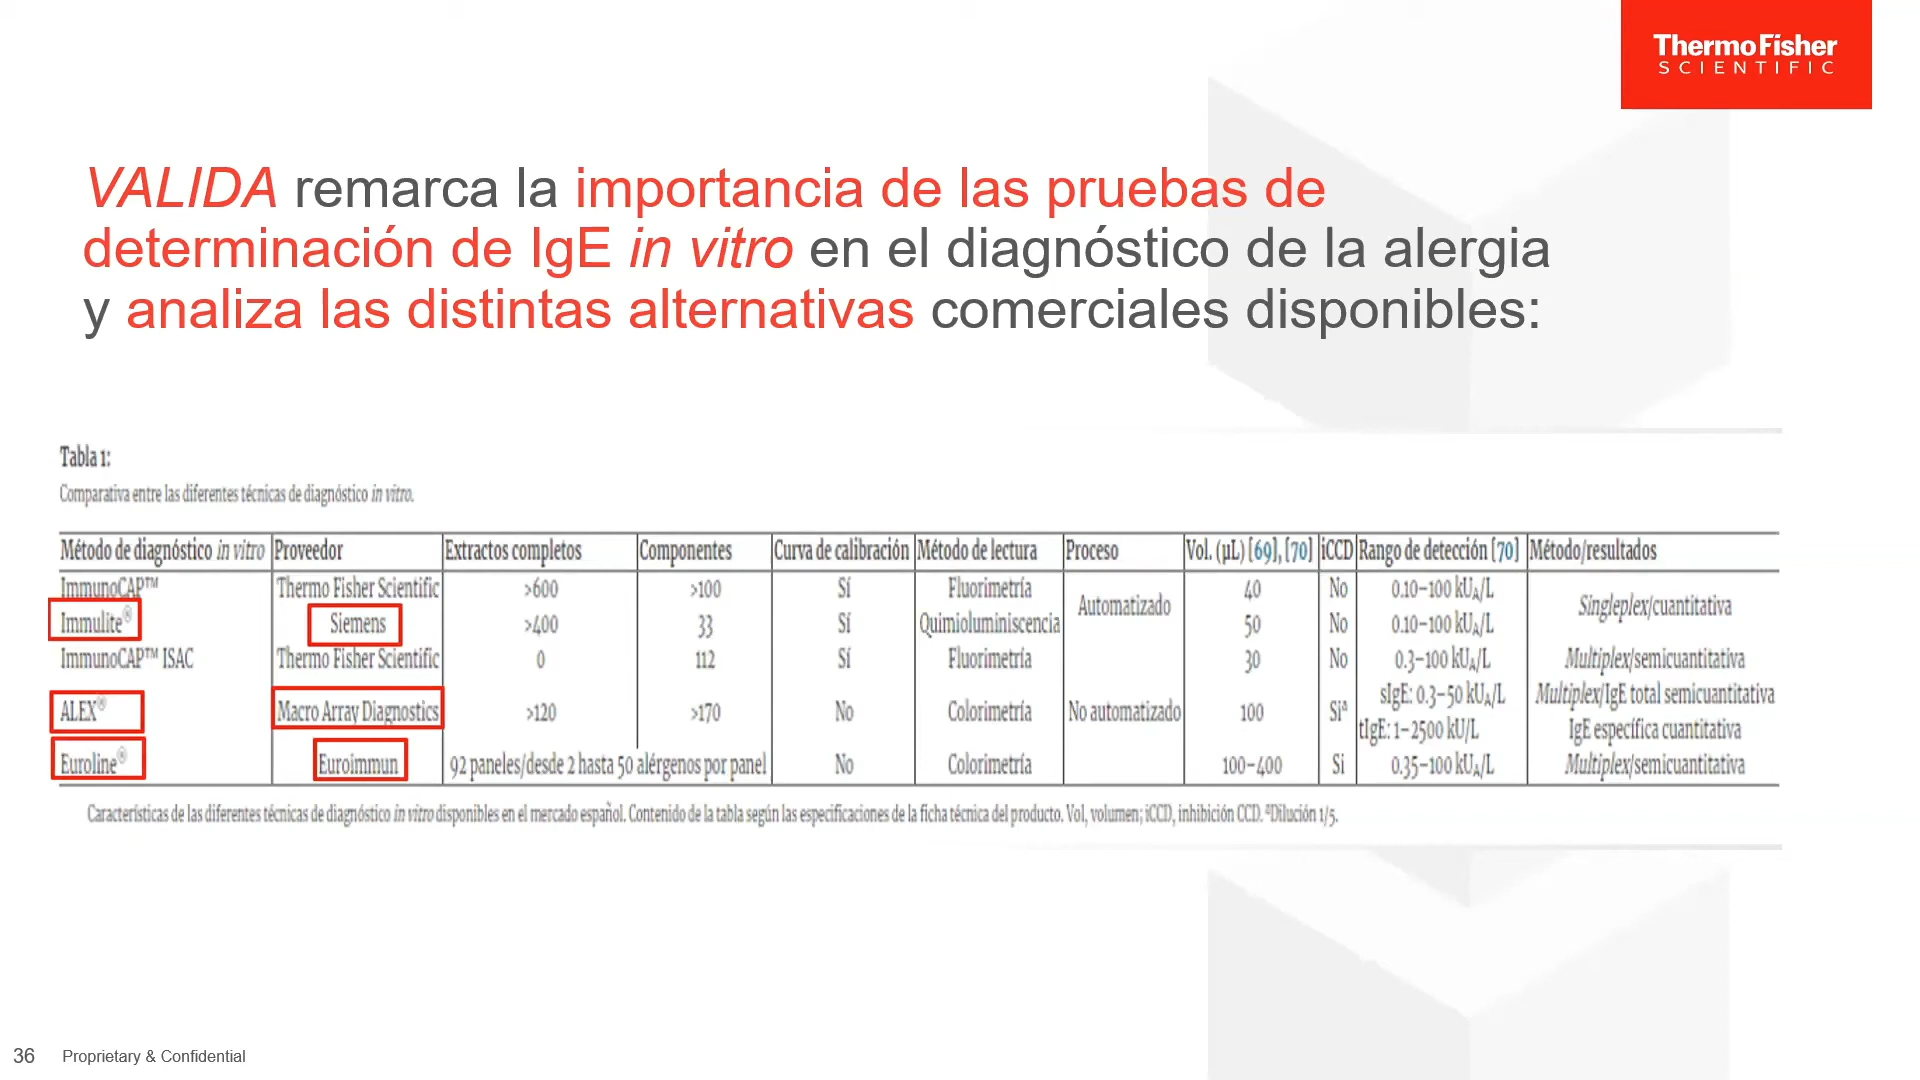 ThermoFisher
SCIENTIFIC
VALIDA remarca la importancia de las pruebas de
determinación de IgE in vitro en el diagnóstico de la alergia
y analiza las distintas alternativas comerciales disponibles:
Tabla 1:
Comparativa entre las diferentes técnicas de diagnóstico in vitro.
Método de diagnóstico in vitro Proveedor Extractos completos Componentes Curva de calibración Método de lectura Proceso Vol. (µL) [69], [70] iCCD Rango de detección [70] Método/resultados
ImmunoCAP™ Thermo Fisher Scientific >600 >100 Sí Fluorimetría Automatizado 40 No 0.10–100 kUA/L Singleplex/cuantitativa
Immulite® Siemens >400 33 Sí Quimioluminiscencia 50 No 0.10–100 kUA/L
ImmunoCAP™ ISAC Thermo Fisher Scientific 0 112 Sí Fluorimetría 30 No 0.3–100 kUA/L Multiplex/semicuantitativa
ALEX® Macro Array Diagnostics >120 >170 No Colorimetría No automatizado 100 Siª sIgE: 0.3–50 kUA/L Multiplex/IgE total semicuantitativa
tIgE: 1–2500 kU/L IgE específica cuantitativa
Euroline® Euroimmun 92 paneles/desde 2 hasta 50 alérgenos por panel No Colorimetría 100–400 Si 0.35–100 kUA/L Multiplex/semicuantitativa
Características de las diferentes técnicas de diagnóstico in vitro disponibles en el mercado español. Contenido de la tabla según las especificaciones de la ficha técnica del producto. Vol, volumen; iCCD, inhibición CCD. ªDilución 1/5.
36 Proprietary & Confidential